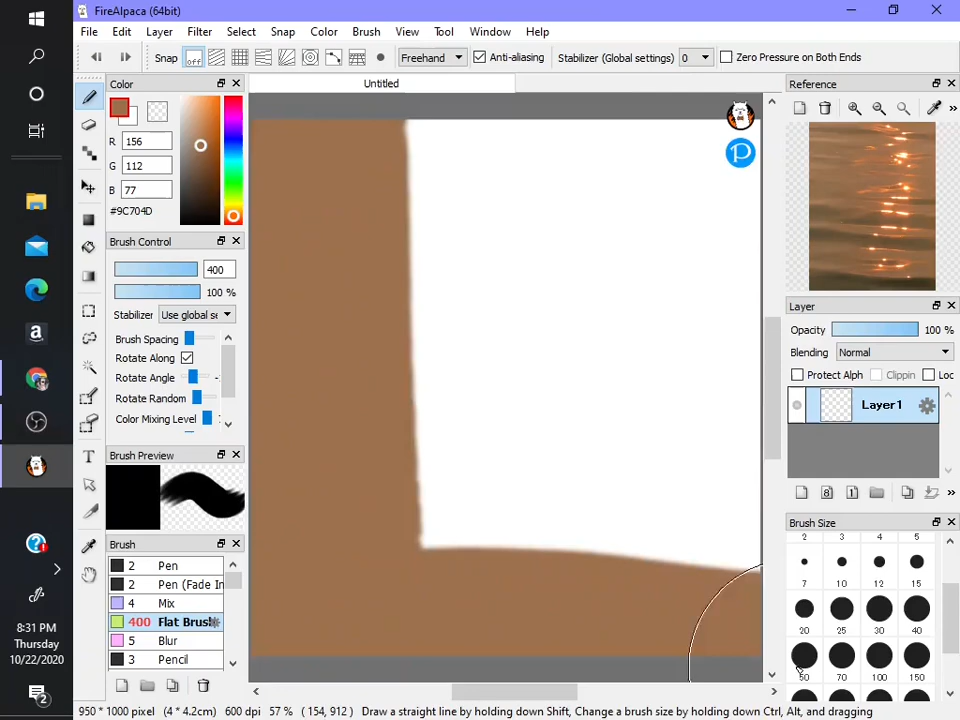 FireAlpaca (64bit)
File Edit Layer Filter Select Snap Color Brush View Tool Window Help
Snap off Freehand Anti-aliasing Stabilizer (Global settings) 0 Zero Pressure on Both Ends
Color
R 156
G 112
B 77
#9C704D
Brush Control
400
100 %
Stabilizer Use global se
Brush Spacing
Rotate Along
Rotate Angle -
Rotate Random
Color Mixing Level
Brush Preview
Brush
2 Pen
2 Pen (Fade In
4 Mix
400 Flat Brush
5 Blur
3 Pencil
Untitled
Reference
Layer
Opacity 100 %
Blending Normal
Protect Alph Clippin Loc
Layer1
8 1
Brush Size
2 3 4 5
7 10 12 15
20 25 30 40
50 70 100 150
950 * 1000 pixel (4 * 4.2cm) 600 dpi 57 % ( 154, 912 ) Draw a straight line by holding down Shift, Change a brush size by holding down Ctrl, Alt, and dragging
8:31 PM
Thursday
10/22/2020
2